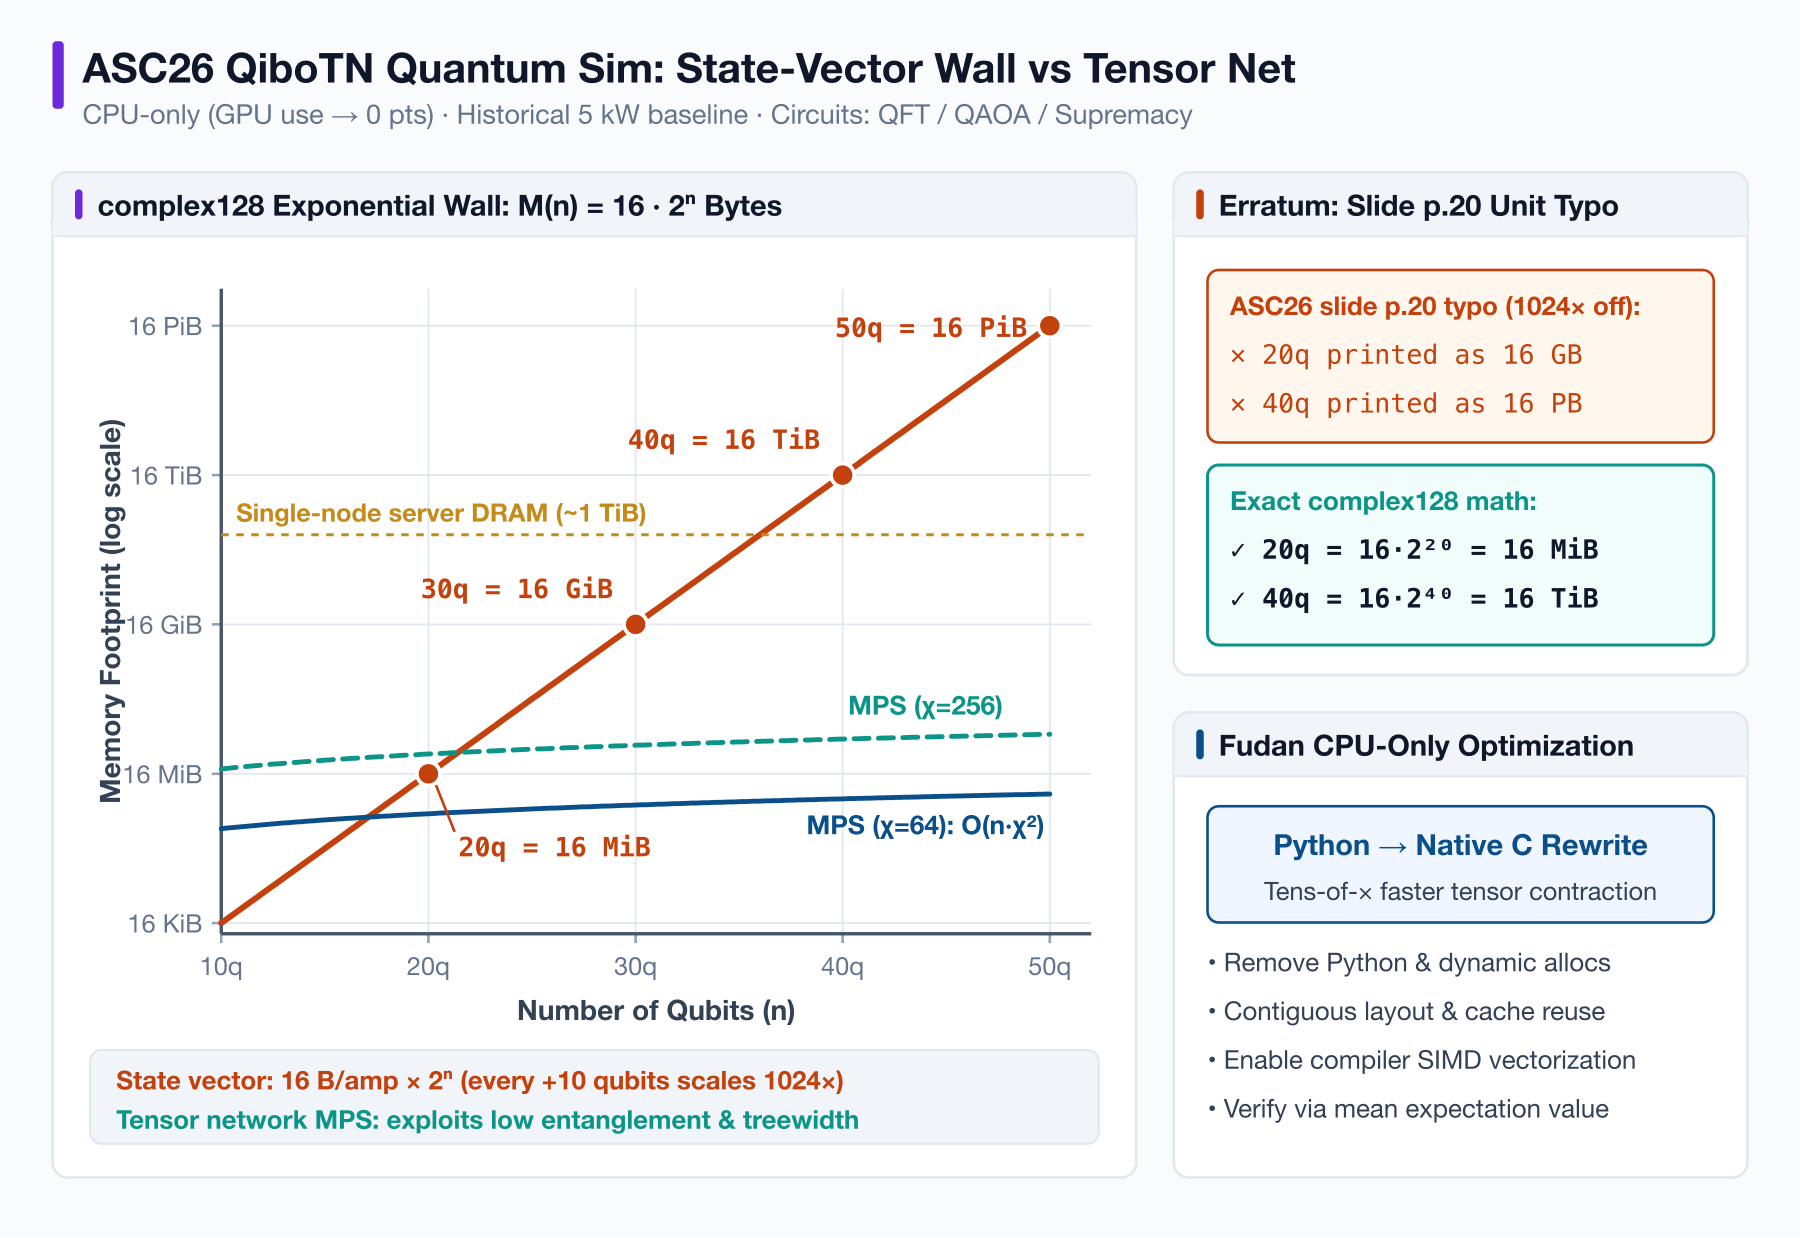 ASC26 QiboTN Quantum Sim: State-Vector Wall vs Tensor Net
CPU-only (GPU use → 0 pts) · Historical 5 kW baseline · Circuits: QFT / QAOA / Supremacy
complex128 Exponential Wall: M(n) = 16 · 2ⁿ Bytes
Memory Footprint (log scale)
16 PiB
16 TiB
16 GiB
16 MiB
16 KiB
50q = 16 PiB
40q = 16 TiB
Single-node server DRAM (~1 TiB)
30q = 16 GiB
MPS (χ=256)
MPS (χ=64): O(n·χ²)
20q = 16 MiB
10q
20q
30q
40q
50q
Number of Qubits (n)
State vector: 16 B/amp × 2ⁿ (every +10 qubits scales 1024×)
Tensor network MPS: exploits low entanglement & treewidth
Erratum: Slide p.20 Unit Typo
ASC26 slide p.20 typo (1024× off):
× 20q printed as 16 GB
× 40q printed as 16 PB
Exact complex128 math:
✓ 20q = 16·2²⁰ = 16 MiB
✓ 40q = 16·2⁴⁰ = 16 TiB
Fudan CPU-Only Optimization
Python → Native C Rewrite
Tens-of-× faster tensor contraction
• Remove Python & dynamic allocs
• Contiguous layout & cache reuse
• Enable compiler SIMD vectorization
• Verify via mean expectation value